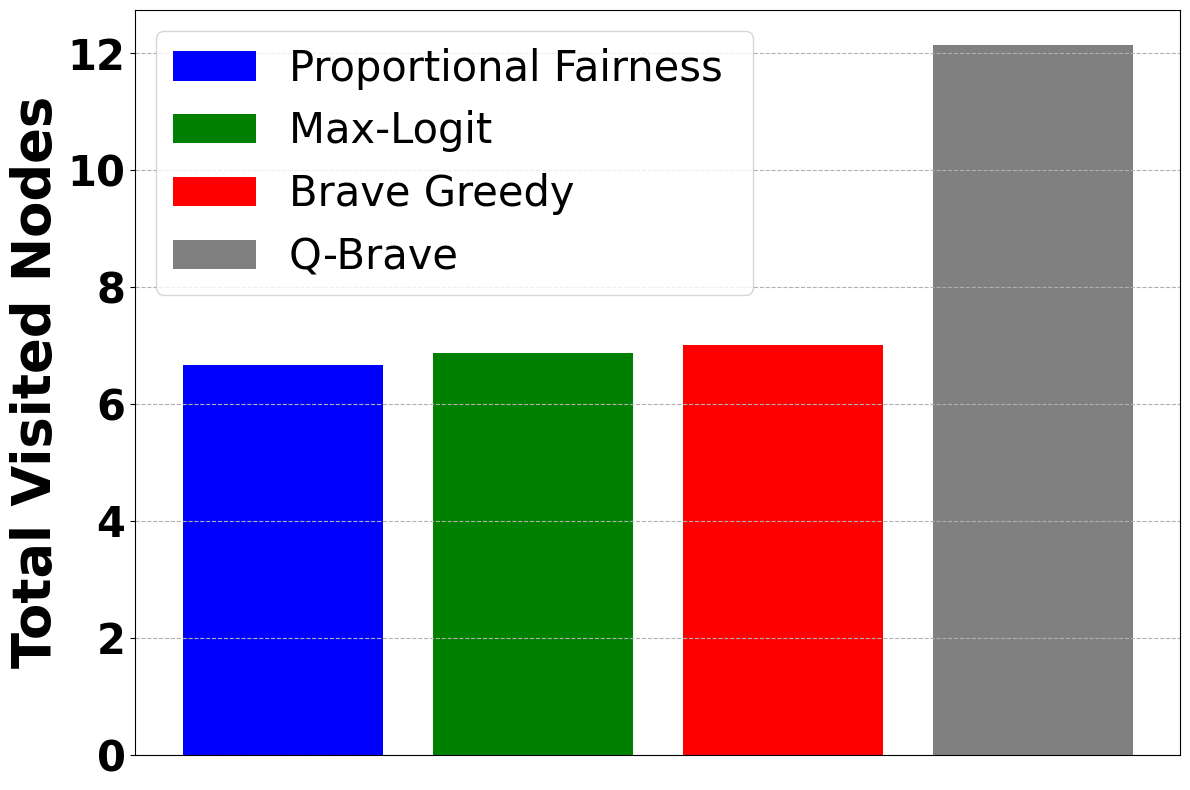 Total Visited Nodes
12
10
8
6
4
2
0
Proportional Fairness
Max-Logit
Brave Greedy
Q-Brave